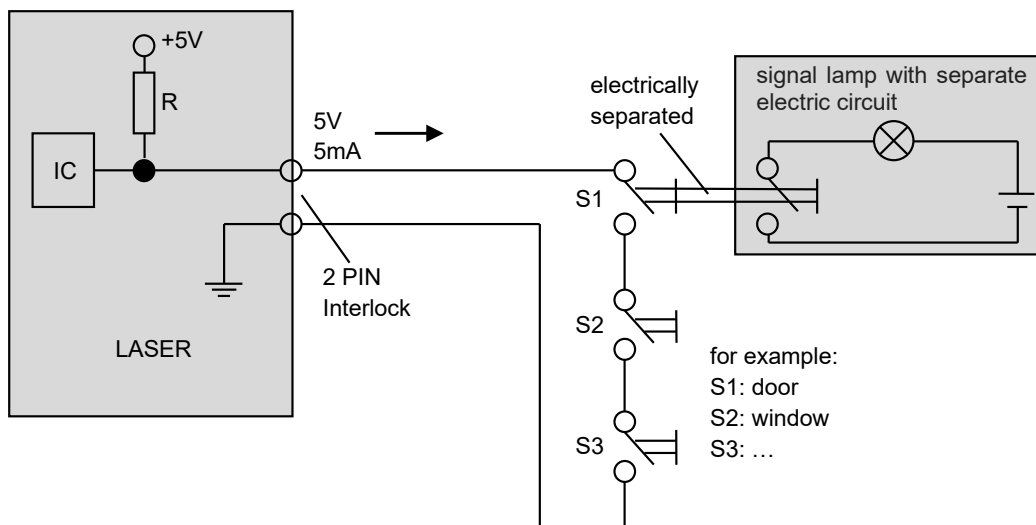 +5V
R
IC
5V
5mA
2 PIN
Interlock
LASER
electrically
separated
signal lamp with separate
electric circuit
S1
S2
S3
for example:
S1: door
S2: window
S3: …